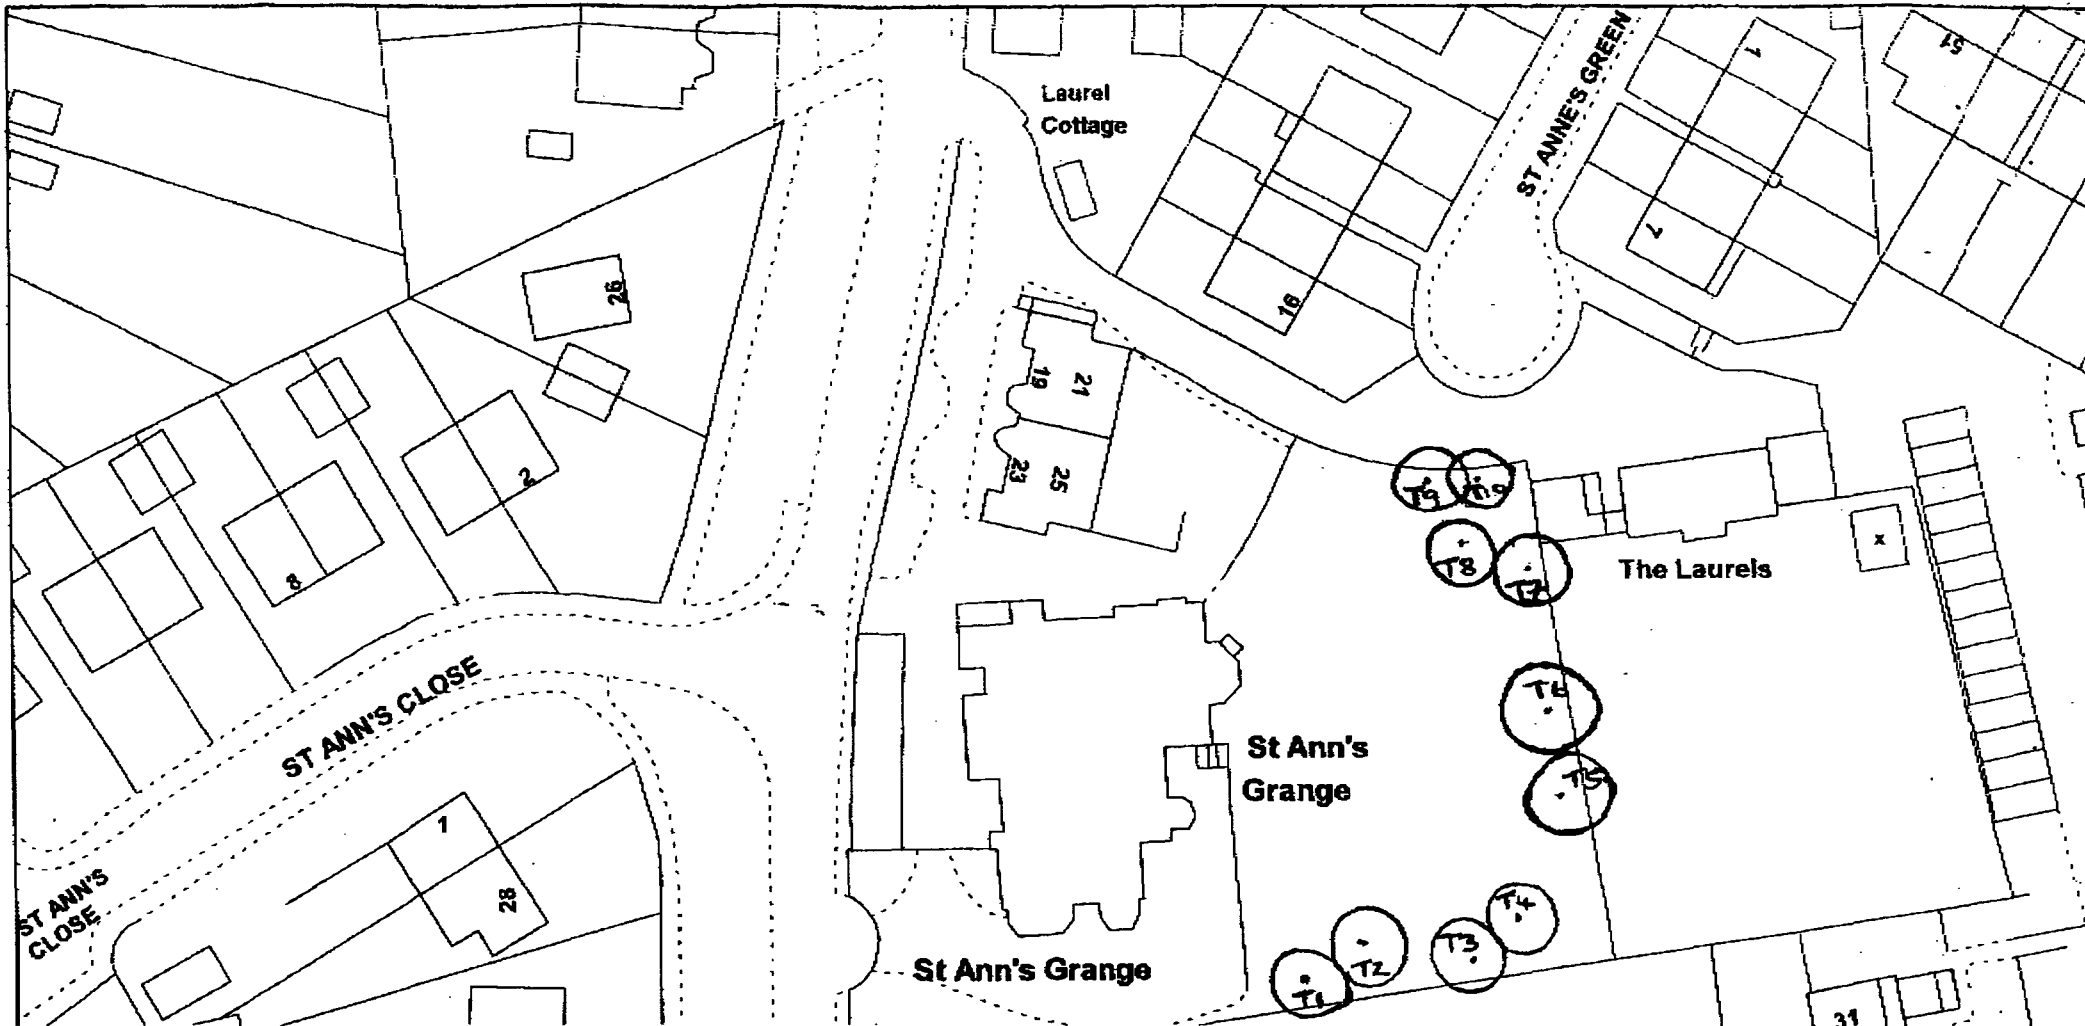 Laurel
Cottage
ST ANNE'S GREEN
1
51
7
26
16
19
21
23
25
2
8
T9
T10
T8
T7
The Laurels
x
T6
T5
ST ANN'S CLOSE
St Ann's
Grange
1
28
ST ANN'S
CLOSE
St Ann's Grange
T4
T3
T2
T1
31